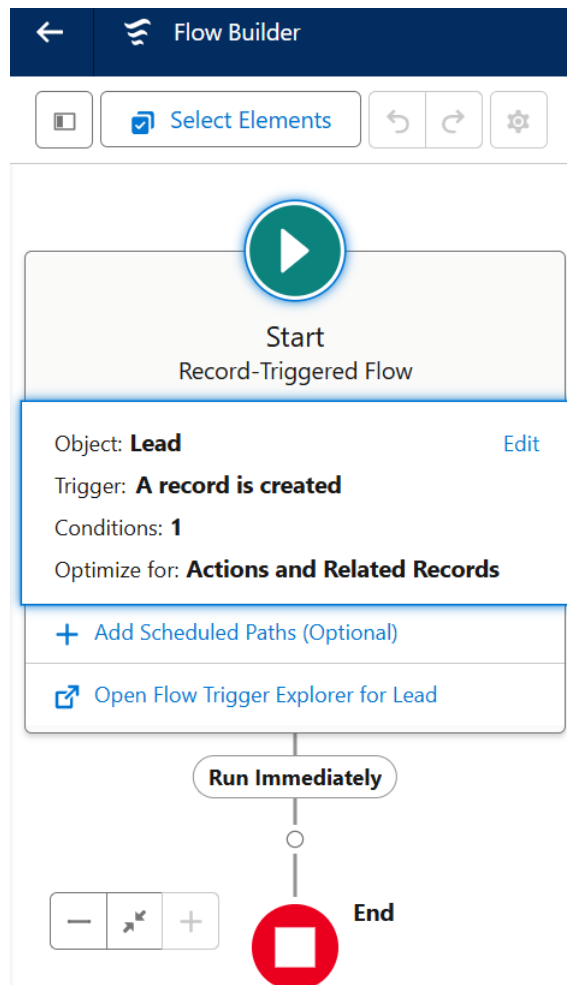 Flow Builder
Select Elements
Start
Record-Triggered Flow
Object: Lead
Edit
Trigger: A record is created
Conditions: 1
Optimize for: Actions and Related Records
Add Scheduled Paths (Optional)
Open Flow Trigger Explorer for Lead
Run Immediately
End